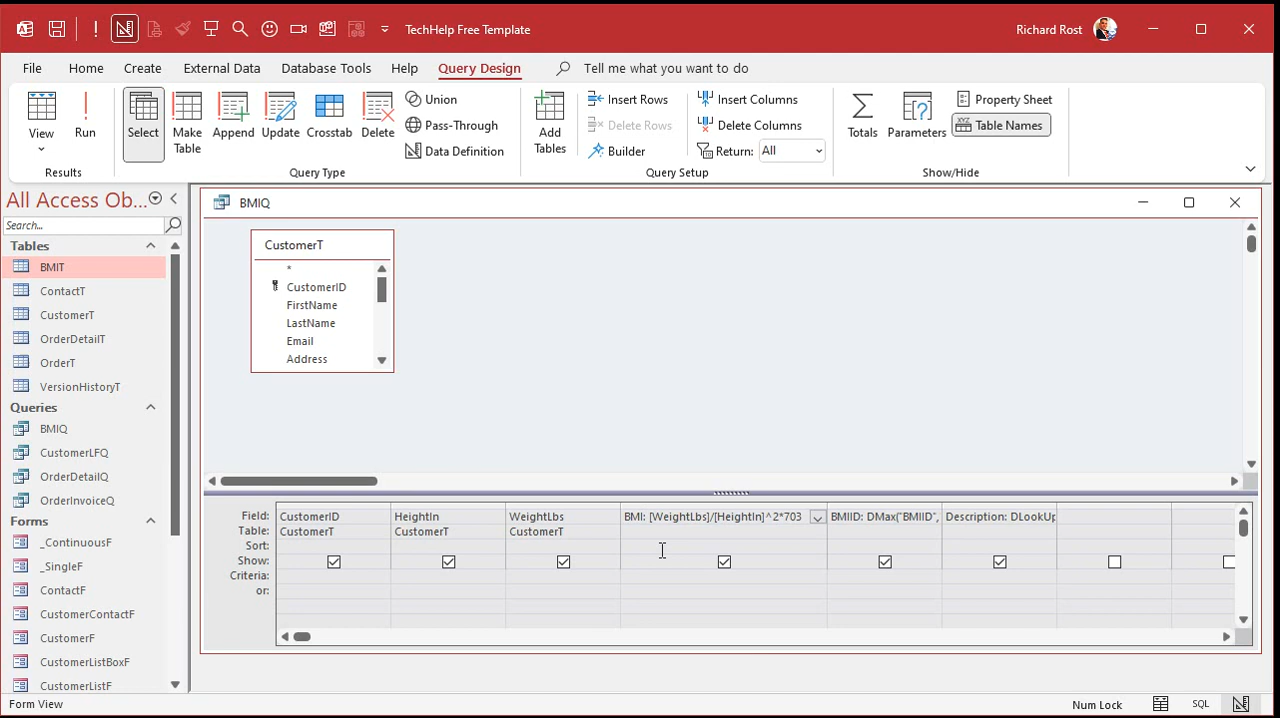 TechHelp Free Template
Richard Rost
File Home Create External Data Database Tools Help Query Design Tell me what you want to do
View
Run
Results
Select
Make Table
Append
Update
Crosstab
Delete
Union
Pass-Through
Data Definition
Query Type
Add Tables
Insert Rows
Delete Rows
Builder
Insert Columns
Delete Columns
Return: All
Query Setup
Totals
Parameters
Property Sheet
Table Names
Show/Hide
All Access Ob...
Search...
Tables
BMIT
ContactT
CustomerT
OrderDetailT
OrderT
VersionHistoryT
Queries
BMIQ
CustomerLFQ
OrderDetailQ
OrderInvoiceQ
Forms
_ContinuousF
_SingleF
ContactF
CustomerContactF
CustomerF
CustomerListBoxF
CustomerListF
BMIQ
CustomerT
*
CustomerID
FirstName
LastName
Email
Address
Field: CustomerID HeightIn WeightLbs BMI: [WeightLbs]/[HeightIn]^2*703 BMIID: DMax("BMIID", Description: DLookUp
Table: CustomerT CustomerT CustomerT
Sort:
Show:
Criteria:
or:
Form View
Num Lock
SQL